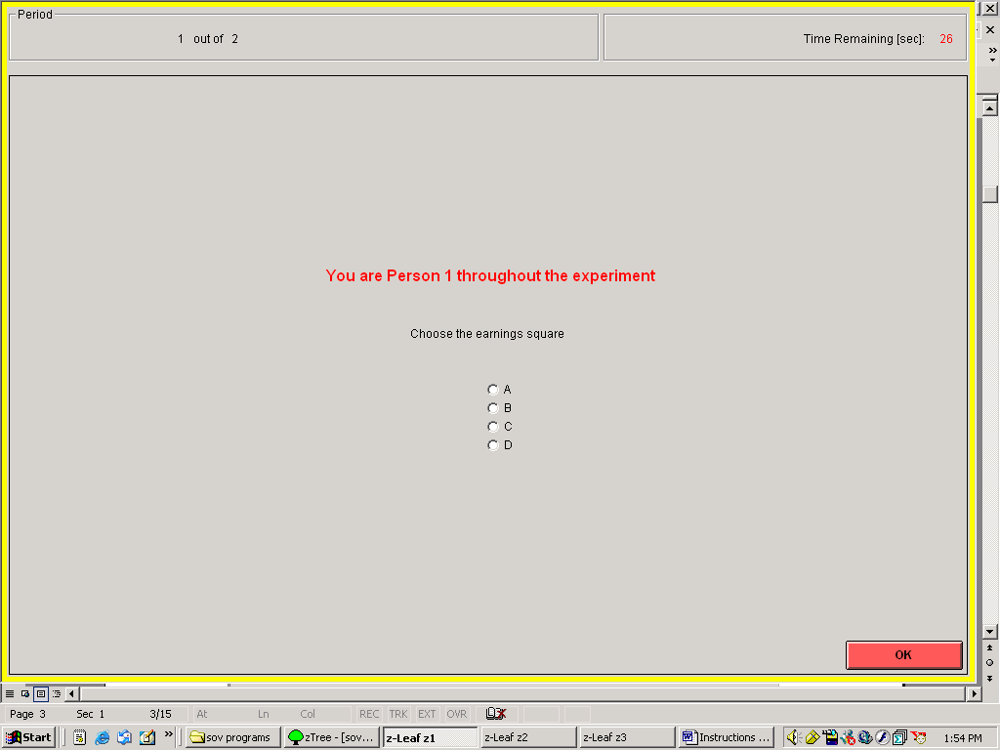 Period
1 out of 2
Time Remaining [sec]: 26
You are Person 1 throughout the experiment
Choose the earnings square
A
B
C
D
OK
Page 3 Sec 1 3/15 At Ln Col REC TRK EXT OVR
Start sov programs zTree - [sov... z-Leaf z1 z-Leaf z2 z-Leaf z3 Instructions ... 1:54 PM